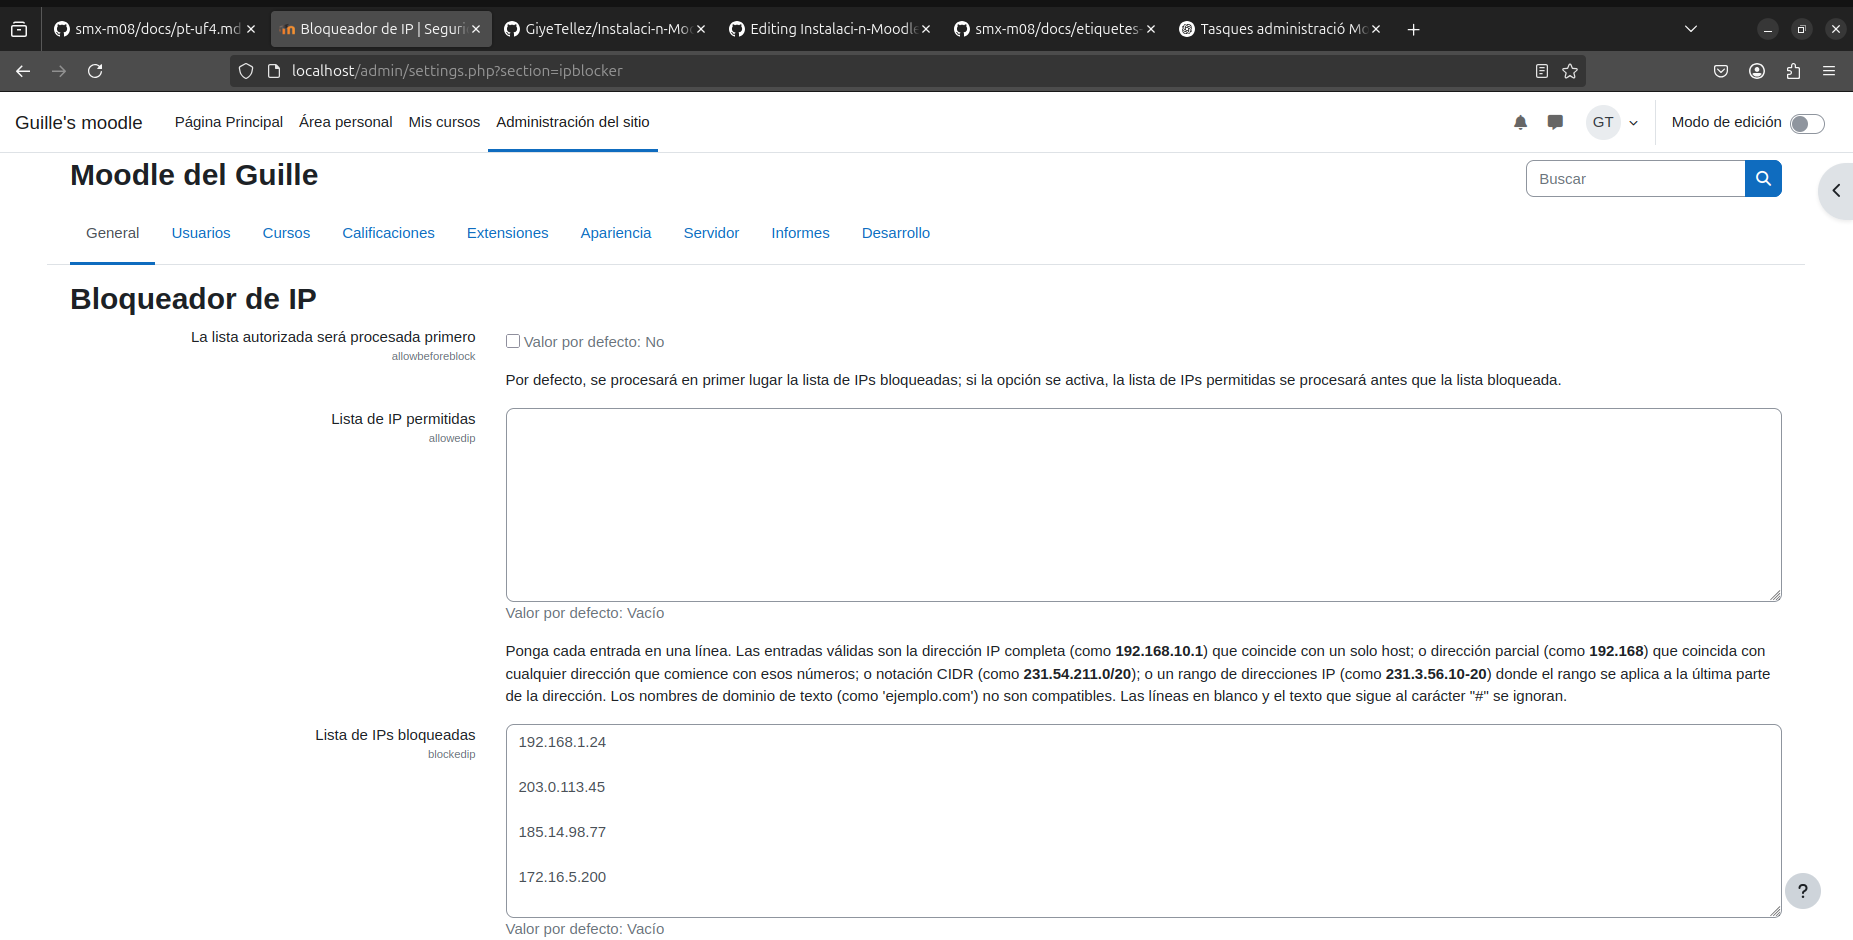 smx-m08/docs/pt-uf4.md
Bloqueador de IP | Seguri
GiyeTellez/Instalaci-n-Moo
Editing Instalaci-n-Moodle
smx-m08/docs/etiquetes-
Tasques administració Mo
localhost/admin/settings.php?section=ipblocker
Guille's moodle
Página Principal
Área personal
Mis cursos
Administración del sitio
GT
Modo de edición
Moodle del Guille
Buscar
General
Usuarios
Cursos
Calificaciones
Extensiones
Apariencia
Servidor
Informes
Desarrollo
Bloqueador de IP
La lista autorizada será procesada primero
allowbeforeblock
Valor por defecto: No
Por defecto, se procesará en primer lugar la lista de IPs bloqueadas; si la opción se activa, la lista de IPs permitidas se procesará antes que la lista bloqueada.
Lista de IP permitidas
allowedip
Valor por defecto: Vacío
Ponga cada entrada en una línea. Las entradas válidas son la dirección IP completa (como 192.168.10.1) que coincide con un solo host; o dirección parcial (como 192.168) que coincida con
cualquier dirección que comience con esos números; o notación CIDR (como 231.54.211.0/20); o un rango de direcciones IP (como 231.3.56.10-20) donde el rango se aplica a la última parte
de la dirección. Los nombres de dominio de texto (como 'ejemplo.com') no son compatibles. Las líneas en blanco y el texto que sigue al carácter "#" se ignoran.
Lista de IPs bloqueadas
blockedip
192.168.1.24
203.0.113.45
185.14.98.77
172.16.5.200
?
Valor por defecto: Vacío